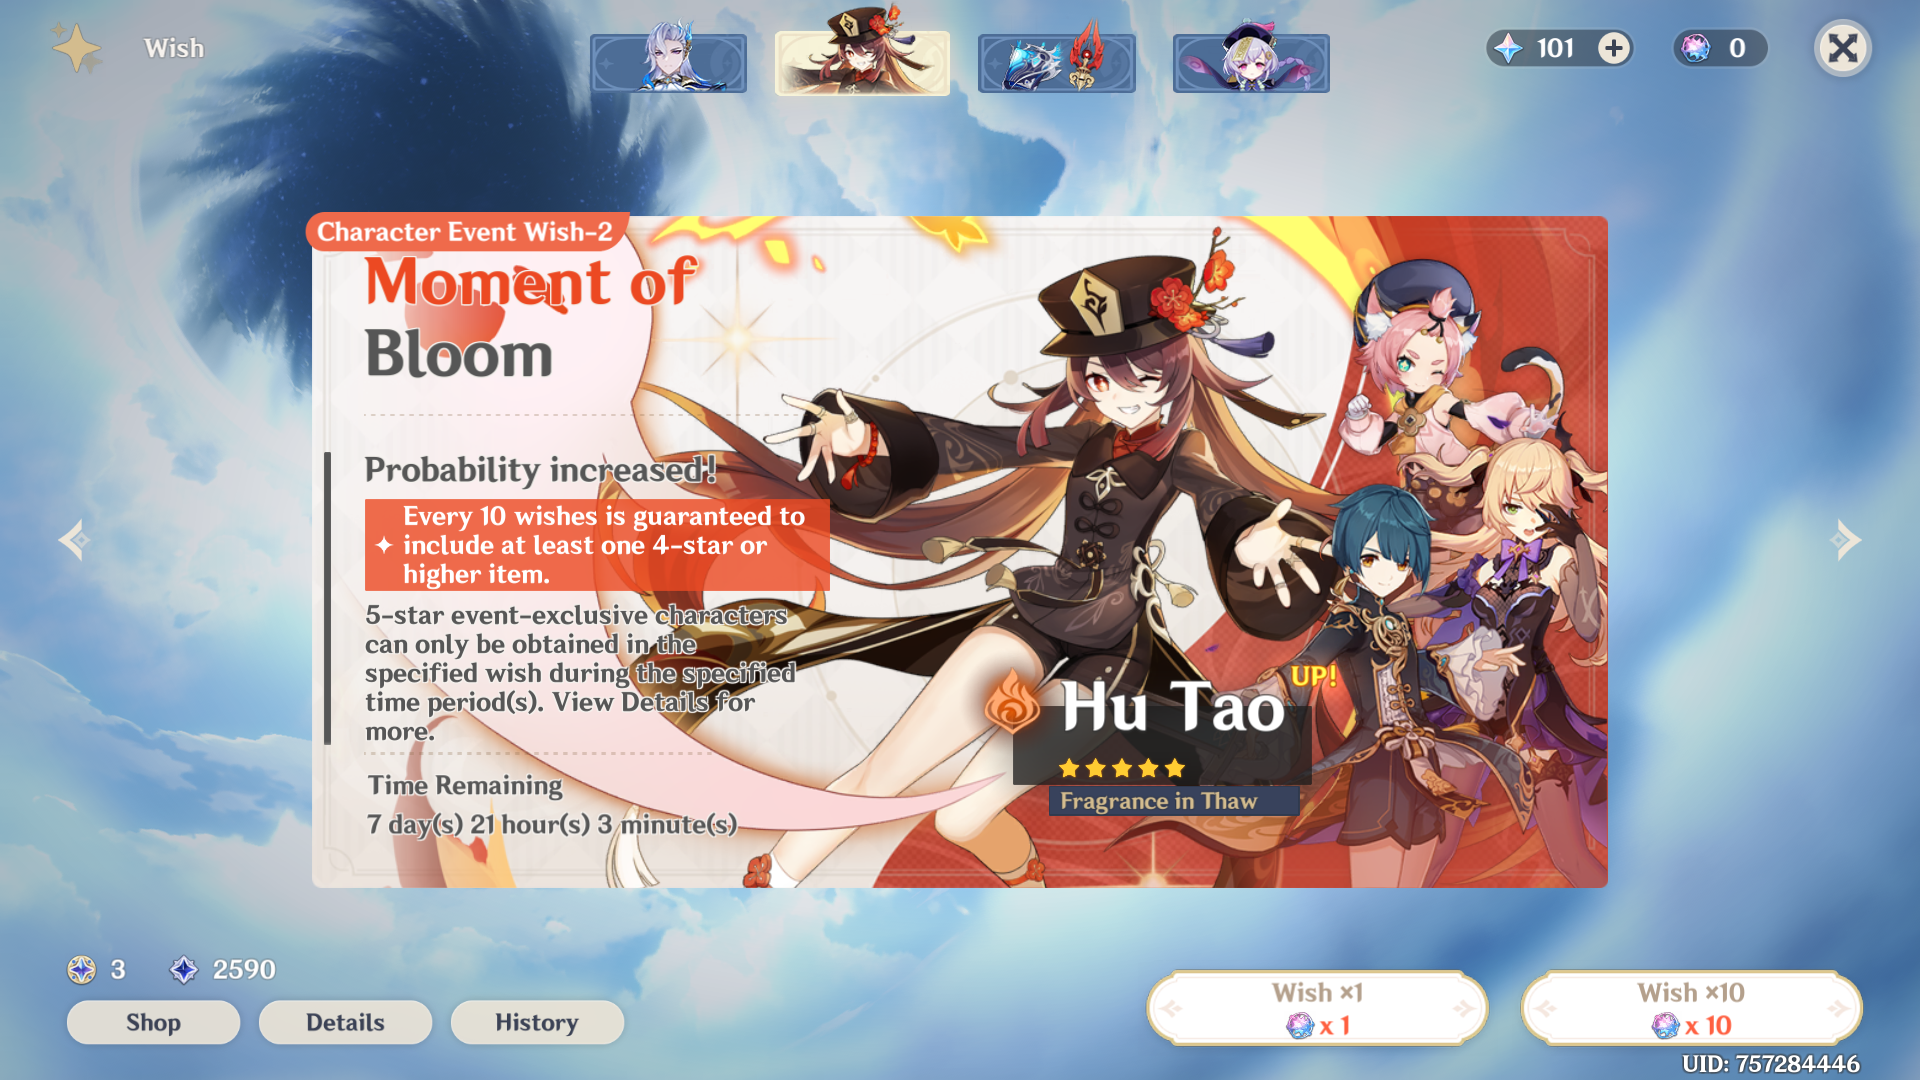 Wish
101
0
Character Event Wish-2
Moment of
Bloom
Probability increased!
Every 10 wishes is guaranteed to
include at least one 4-star or
higher item.
5-star event-exclusive characters
can only be obtained in the
specified wish during the specified
time period(s). View Details for
more.
Time Remaining
7 day(s) 21 hour(s) 3 minute(s)
UP!
Hu Tao
Fragrance in Thaw
3
2590
Shop
Details
History
Wish ×1
x 1
Wish ×10
x 10
UID: 757284446